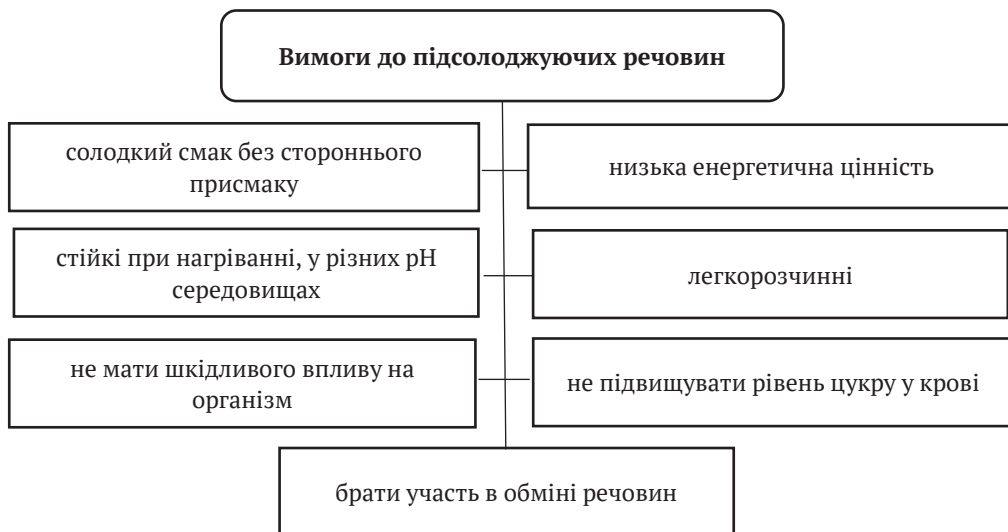 Вимоги до підсолоджуючих речовин
солодкий смак без стороннього
присмаку
низька енергетична цінність
стійкі при нагріванні, у різних pH
середовищах
легкорозчинні
не мати шкідливого впливу на
організм
не підвищувати рівень цукру у крові
брати участь в обміні речовин